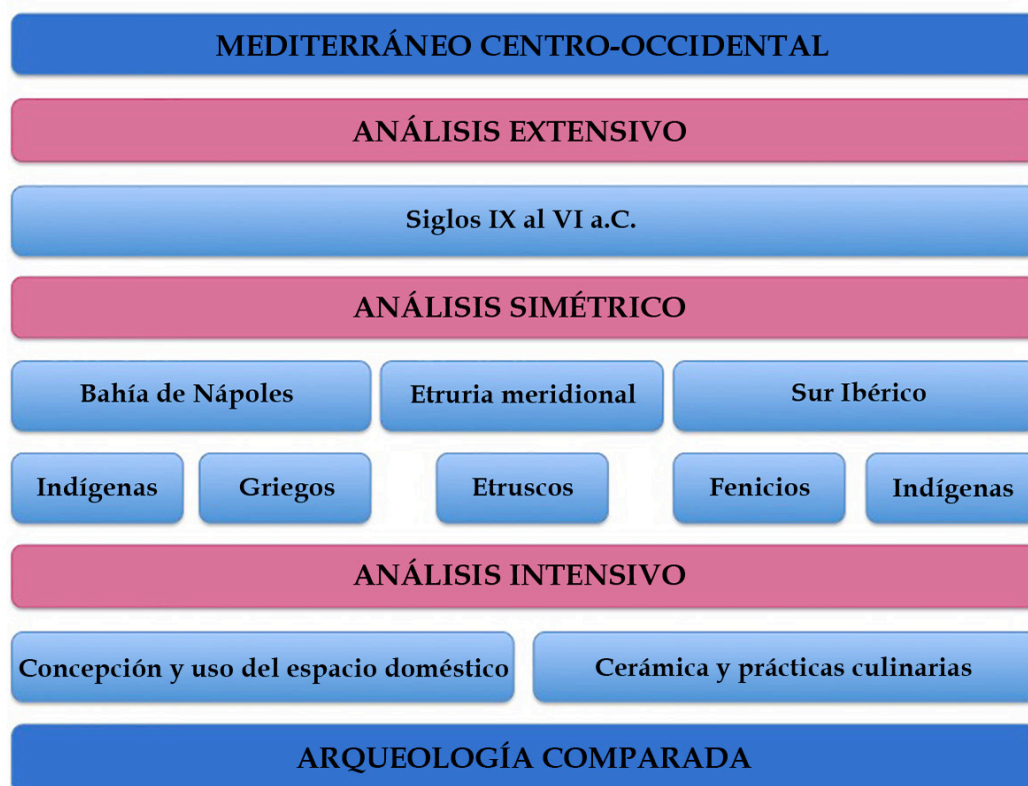 MEDITERRÁNEO CENTRO-OCCIDENTAL
ANÁLISIS EXTENSIVO
Siglos IX al VI a.C.
ANÁLISIS SIMÉTRICO
Bahía de Nápoles
Etruria meridional
Sur Ibérico
Indígenas
Griegos
Etruscos
Fenicios
Indígenas
ANÁLISIS INTENSIVO
Concepción y uso del espacio doméstico
Cerámica y prácticas culinarias
ARQUEOLOGÍA COMPARADA